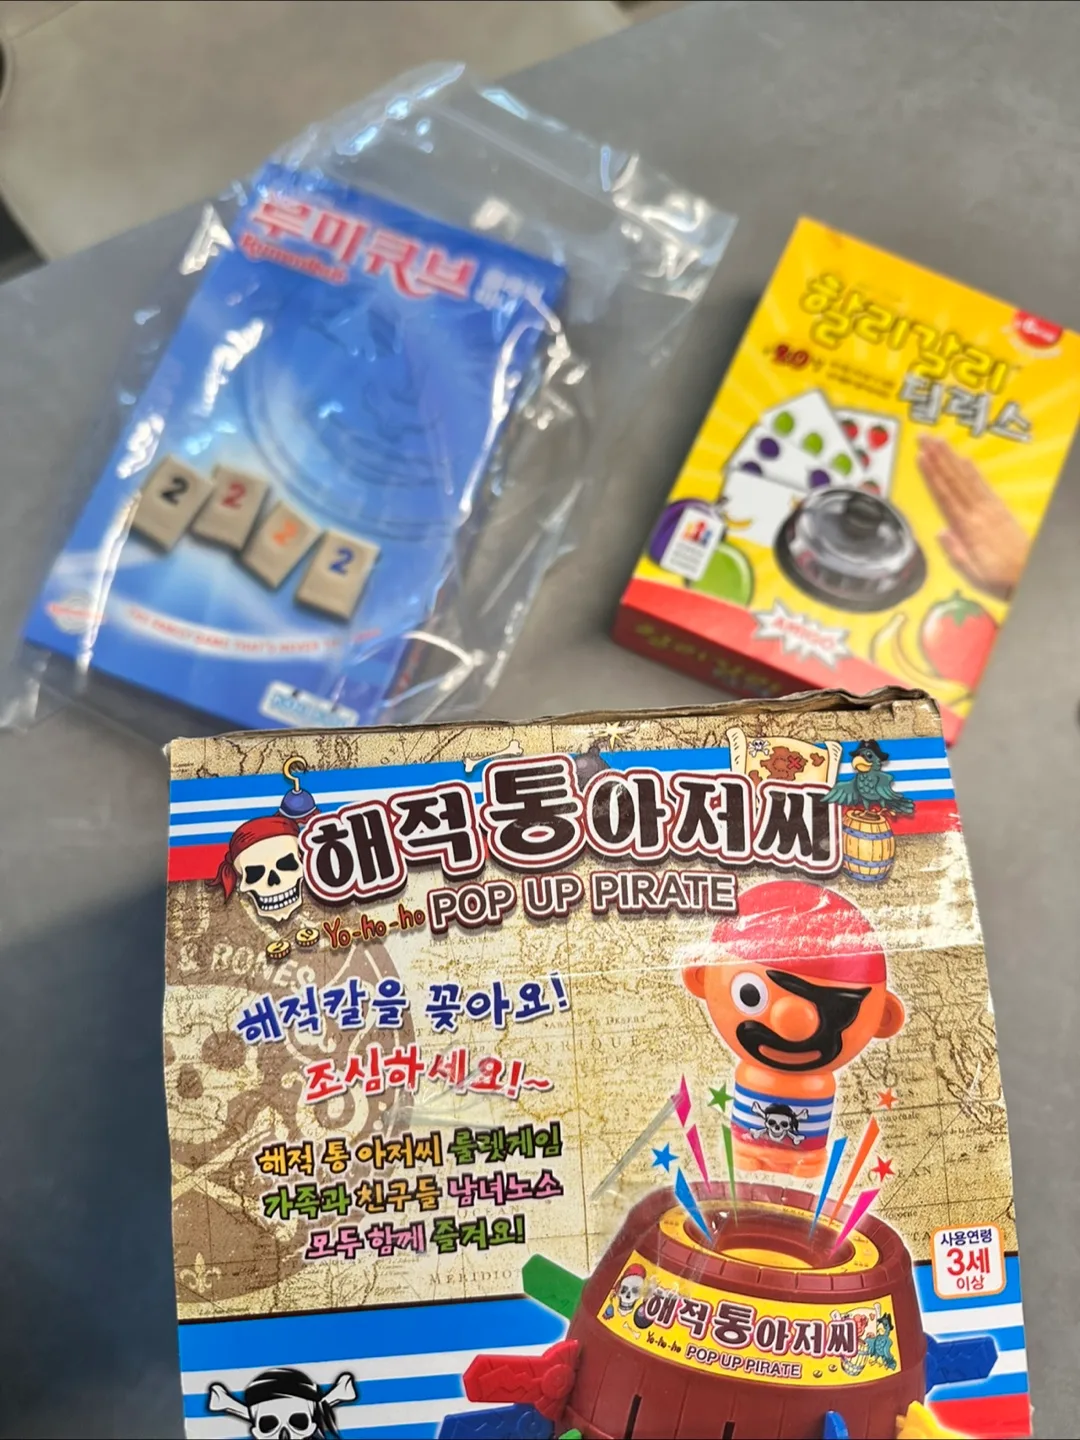 루미큐브
Rummikub
2
2
2
2
할리갈리
딜럭스
AMIGO
해적 통 아저씨
Yo-ho-ho POP UP PIRATE
& BONES
해적칼을 꽂아요!
조심하세요!~
해적 통 아저씨 룰렛게임
가족과 친구들 남녀노소
모두 함께 즐겨요!
MERIDIO
사용연령
3세
이상
해적 통 아저씨
Yo-ho-ho POP UP PIRATE